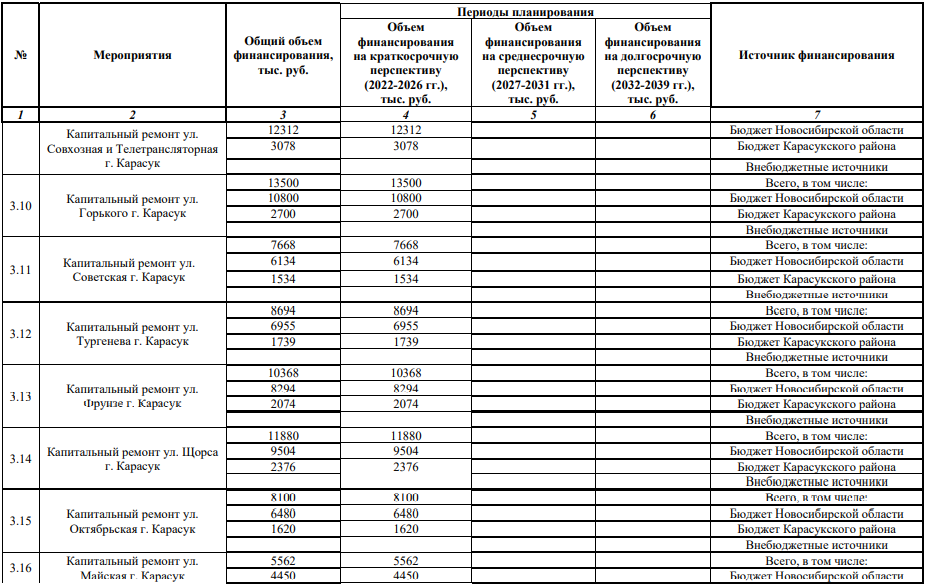 № Мероприятия Общий объем финансирования, тыс. руб. Периоды планирования Источник финансирования
Объем финансирования на краткосрочную перспективу (2022-2026 гг.), тыс. руб. Объем финансирования на среднесрочную перспективу (2027-2031 гг.), тыс. руб. Объем финансирования на долгосрочную перспективу (2032-2039 гг.), тыс. руб.
1 2 3 4 5 6 7
Капитальный ремонт ул. Совхозная и Телетрансляторная г. Карасук
12312 12312 Бюджет Новосибирской области
3078 3078 Бюджет Карасукского района
Внебюджетные источники
3.10 Капитальный ремонт ул. Горького г. Карасук
13500 13500 Всего, в том числе:
10800 10800 Бюджет Новосибирской области
2700 2700 Бюджет Карасукского района
Внебюджетные источники
3.11 Капитальный ремонт ул. Советская г. Карасук
7668 7668 Всего, в том числе:
6134 6134 Бюджет Новосибирской области
1534 1534 Бюджет Карасукского района
Внебюджетные источники
3.12 Капитальный ремонт ул. Тургенева г. Карасук
8694 8694 Всего, в том числе:
6955 6955 Бюджет Новосибирской области
1739 1739 Бюджет Карасукского района
Внебюджетные источники
3.13 Капитальный ремонт ул. Фрунзе г. Карасук
10368 10368 Всего, в том числе:
8294 8294 Бюджет Новосибирской области
2074 2074 Бюджет Карасукского района
Внебюджетные источники
3.14 Капитальный ремонт ул. Щорса г. Карасук
11880 11880 Всего, в том числе:
9504 9504 Бюджет Новосибирской области
2376 2376 Бюджет Карасукского района
Внебюджетные источники
3.15 Капитальный ремонт ул. Октябрьская г. Карасук
8100 8100 Всего, в том числе:
6480 6480 Бюджет Новосибирской области
1620 1620 Бюджет Карасукского района
Внебюджетные источники
3.16 Капитальный ремонт ул. Майская г. Карасук
5562 5562 Всего, в том числе:
4450 4450 Бюджет Новосибирской области